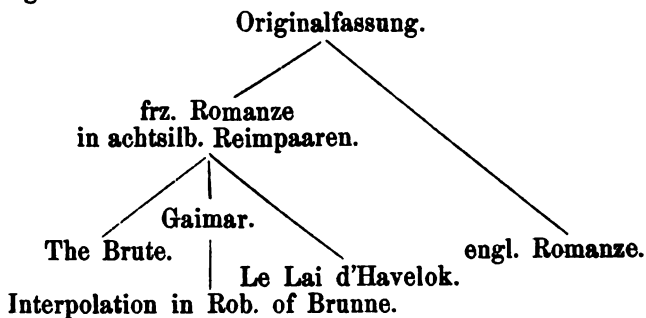 Originalfassung.
frz. Romanze
in achtsilb. Reimpaaren.
Gaimar.
The Brute.
engl. Romanze.
Le Lai d'Havelok.
Interpolation in Rob. of Brunne.